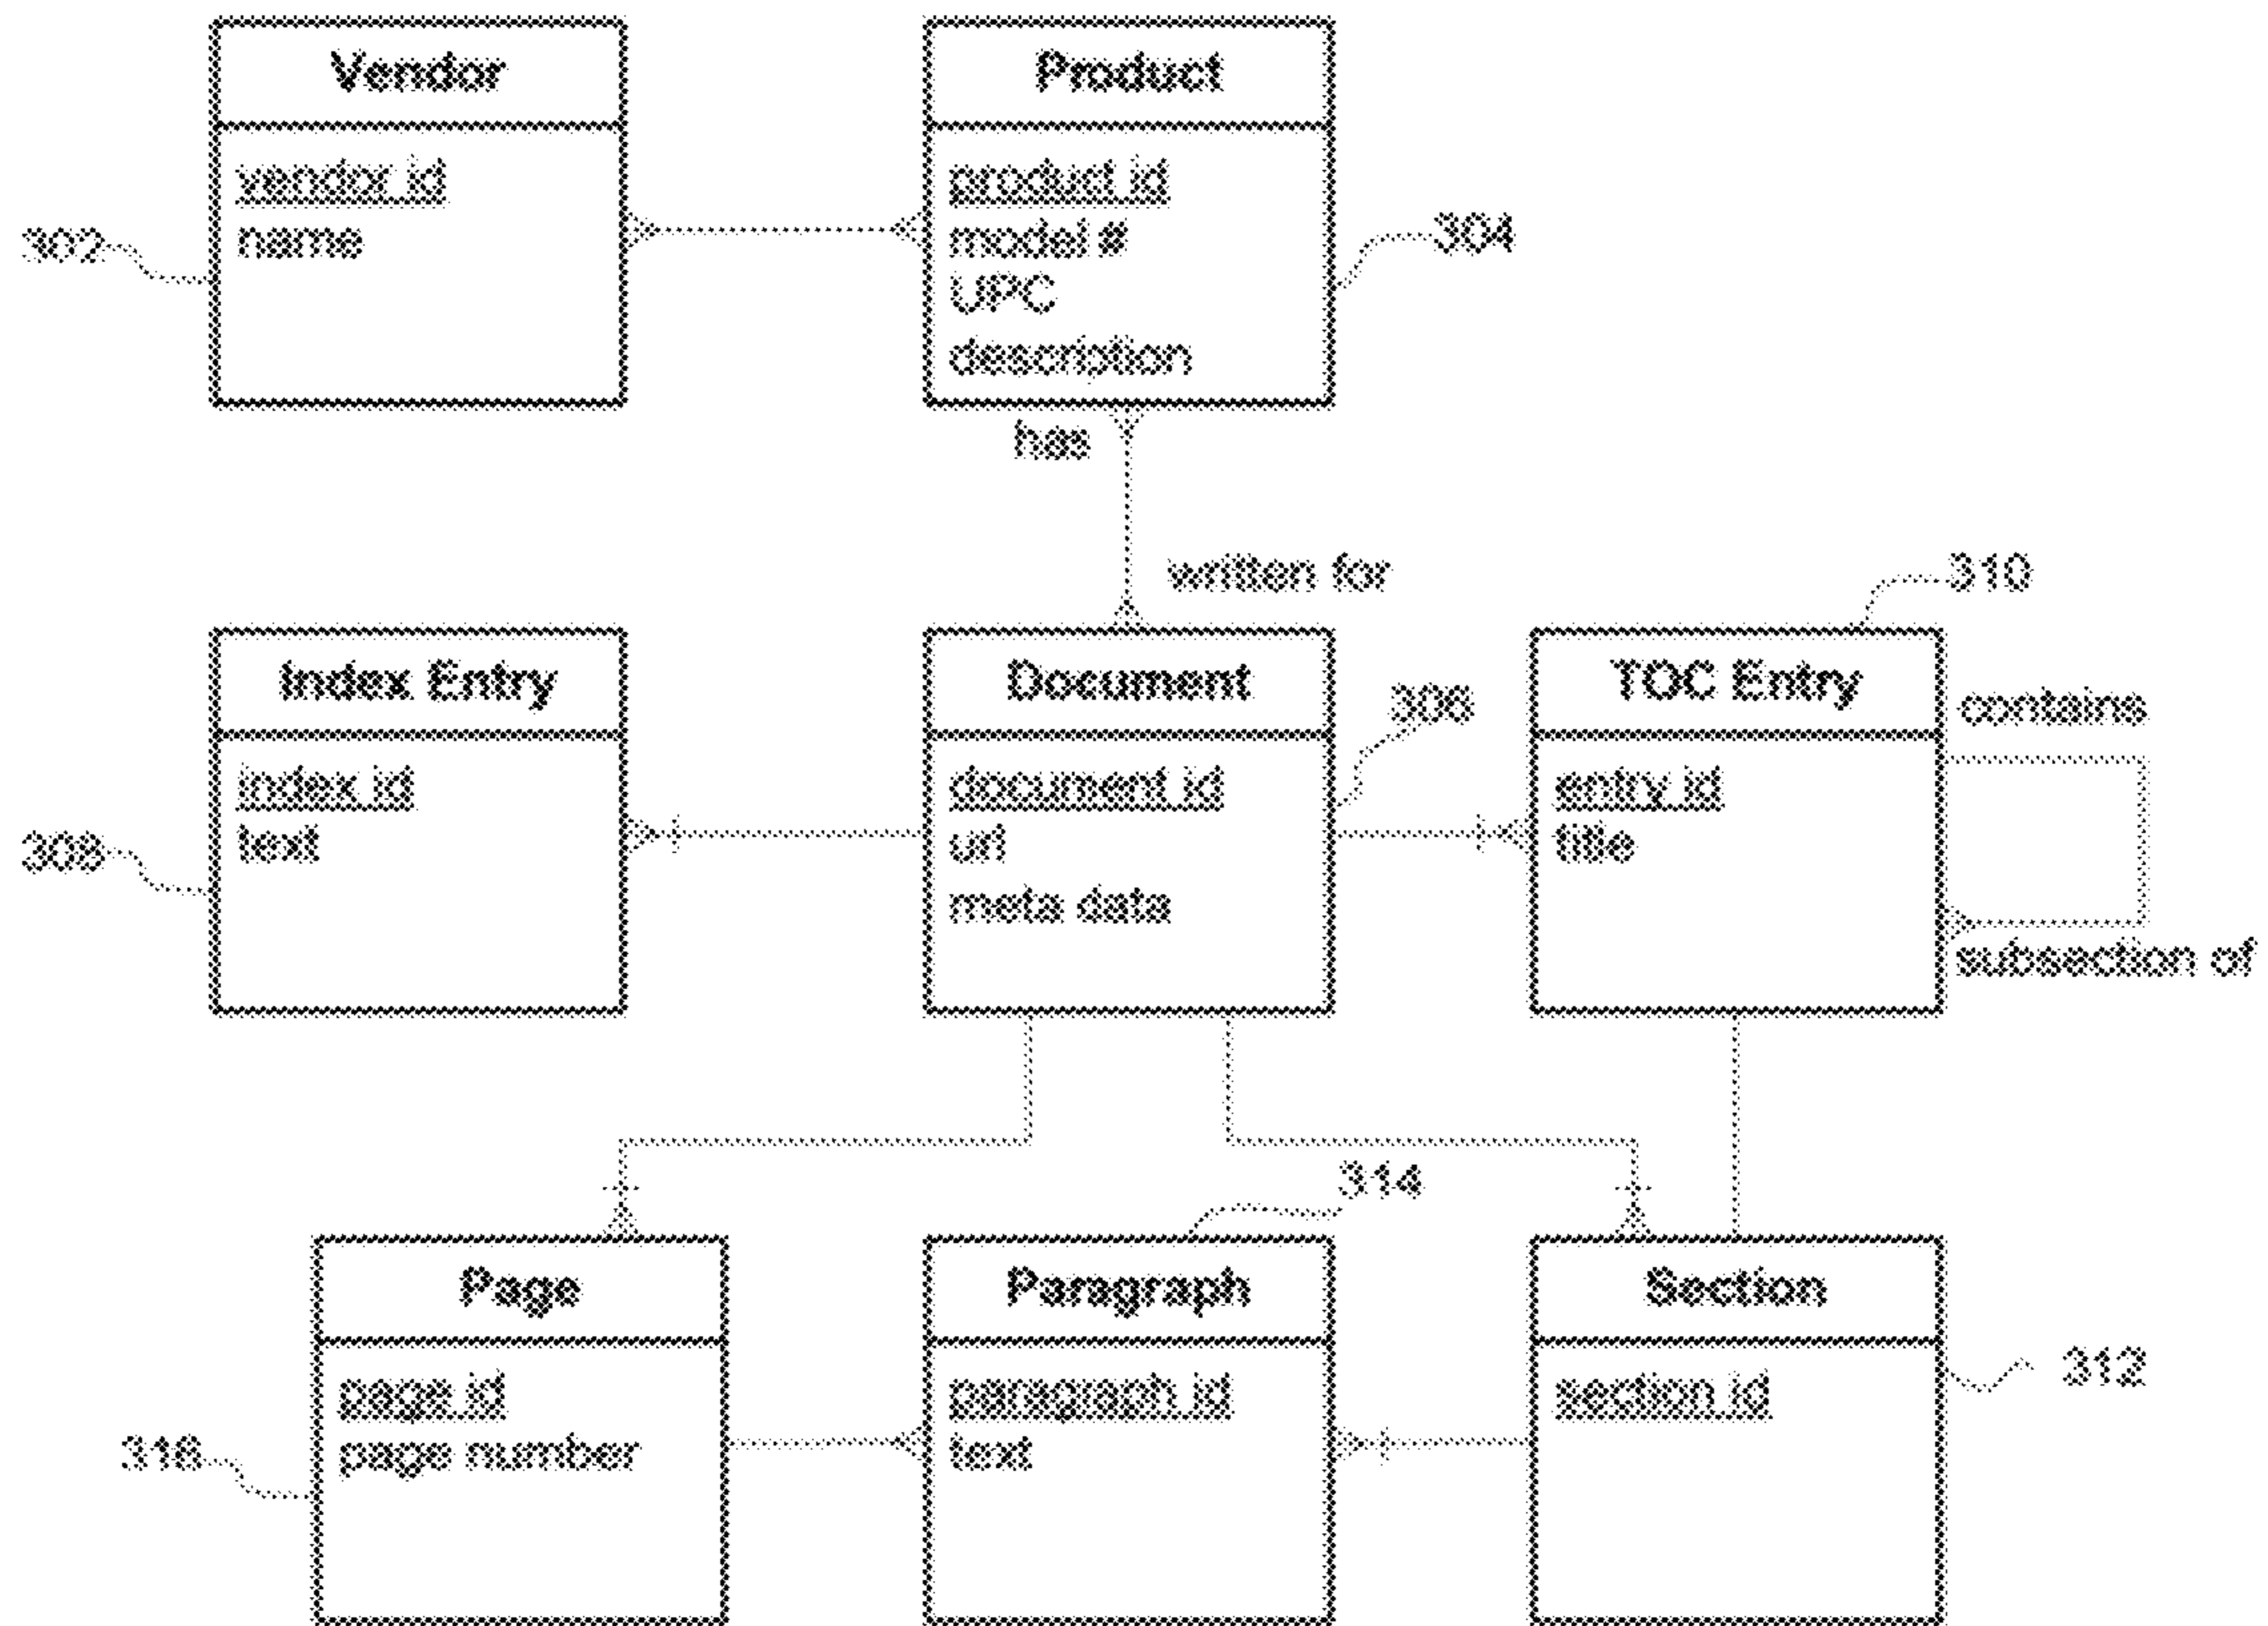 Vendor
vendor id
name
302
Product
product id
model #
UPC
description
304
has
written for
Index Entry
index id
text
308
Document
document id
url
meta data
306
TOC Entry
entry id
title
310
contains
subsection of
Page
page id
page number
316
Paragraph
paragraph id
text
314
Section
section id
312